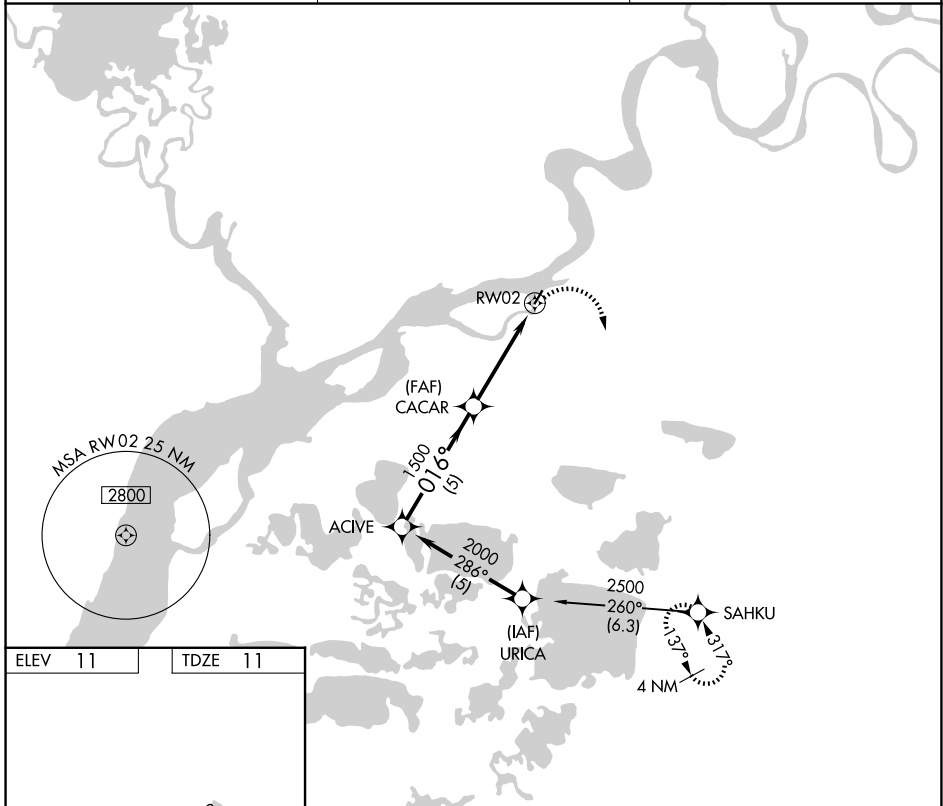 RW02
(FAF)
CACAR
1500
016°
(5)
MSA RW02 25 NM
2800
ACIVE
2000
286°
(5)
2500
260°
(6.3)
SAHKU
(IAF)
URICA
137°
317°
4 NM
ELEV 11
TDZE 11